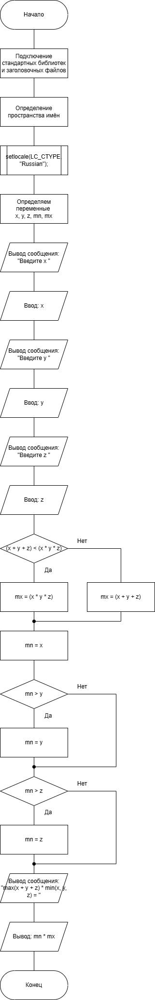 Начало
Подключение
стандартных библиотек
и заголовочных файлов
Определение
пространства имён
setlocale(LC_CTYPE,
"Russian");
Определяем
переменные
x, y, z, mn, mx
Вывод сообщения:
"Введите x "
Ввод: x
Вывод сообщения:
"Введите y "
Ввод: y
Вывод сообщения:
"Введите z "
Ввод: z
(x + y + z) < (x * y * z)
Нет
Да
mx = (x * y * z)
mx = (x + y + z)
mn = x
mn > y
Нет
Да
mn = y
mn > z
Нет
Да
mn = z
Вывод сообщения:
"max(x + y + z) * min(x, y,
z) = "
Вывод: mn * mx
Конец